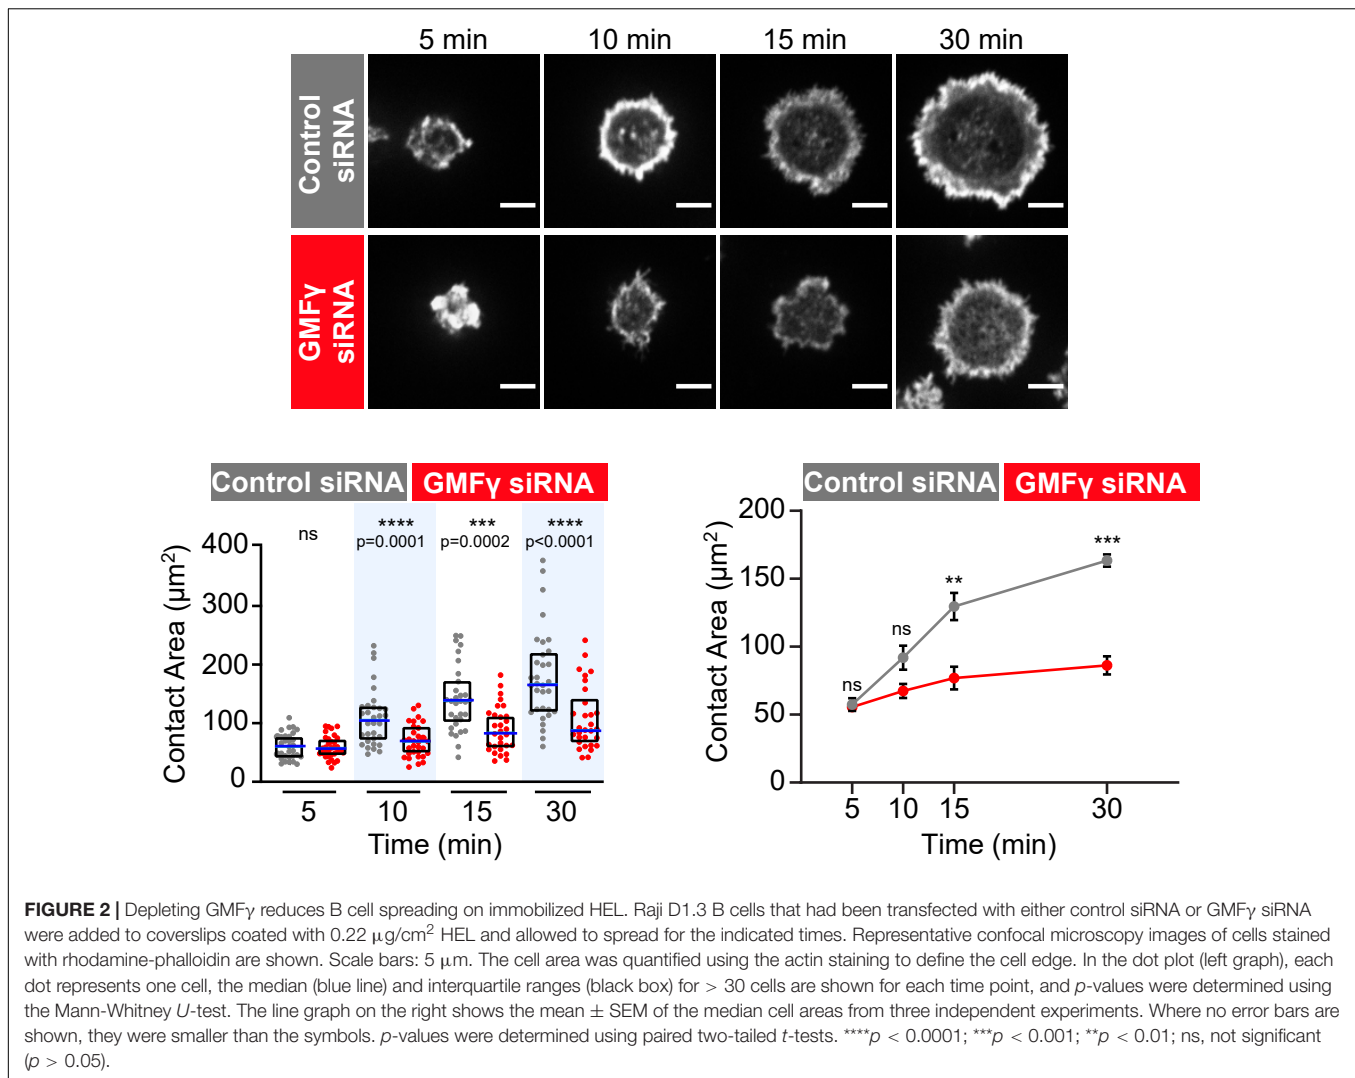 5 min 10 min 15 min 30 min
Control
siRNA
GMFγ
siRNA
Control siRNA GMFγ siRNA
ns **** *** ****
p=0.0001 p=0.0002 p<0.0001
400
300
200
100
0
Contact Area (μm²)
5 10 15 30
Time (min)
Control siRNA GMFγ siRNA
200
150
100
50
0
Contact Area (μm²)
ns ns ** ***
5 10 15 30
Time (min)
FIGURE 2 | Depleting GMFγ reduces B cell spreading on immobilized HEL. Raji D1.3 B cells that had been transfected with either control siRNA or GMFγ siRNA
were added to coverslips coated with 0.22 μg/cm² HEL and allowed to spread for the indicated times. Representative confocal microscopy images of cells stained
with rhodamine-phalloidin are shown. Scale bars: 5 μm. The cell area was quantified using the actin staining to define the cell edge. In the dot plot (left graph), each
dot represents one cell, the median (blue line) and interquartile ranges (black box) for > 30 cells are shown for each time point, and p-values were determined using
the Mann-Whitney U-test. The line graph on the right shows the mean ± SEM of the median cell areas from three independent experiments. Where no error bars are
shown, they were smaller than the symbols. p-values were determined using paired two-tailed t-tests. ****p < 0.0001; ***p < 0.001; **p < 0.01; ns, not significant
(p > 0.05).